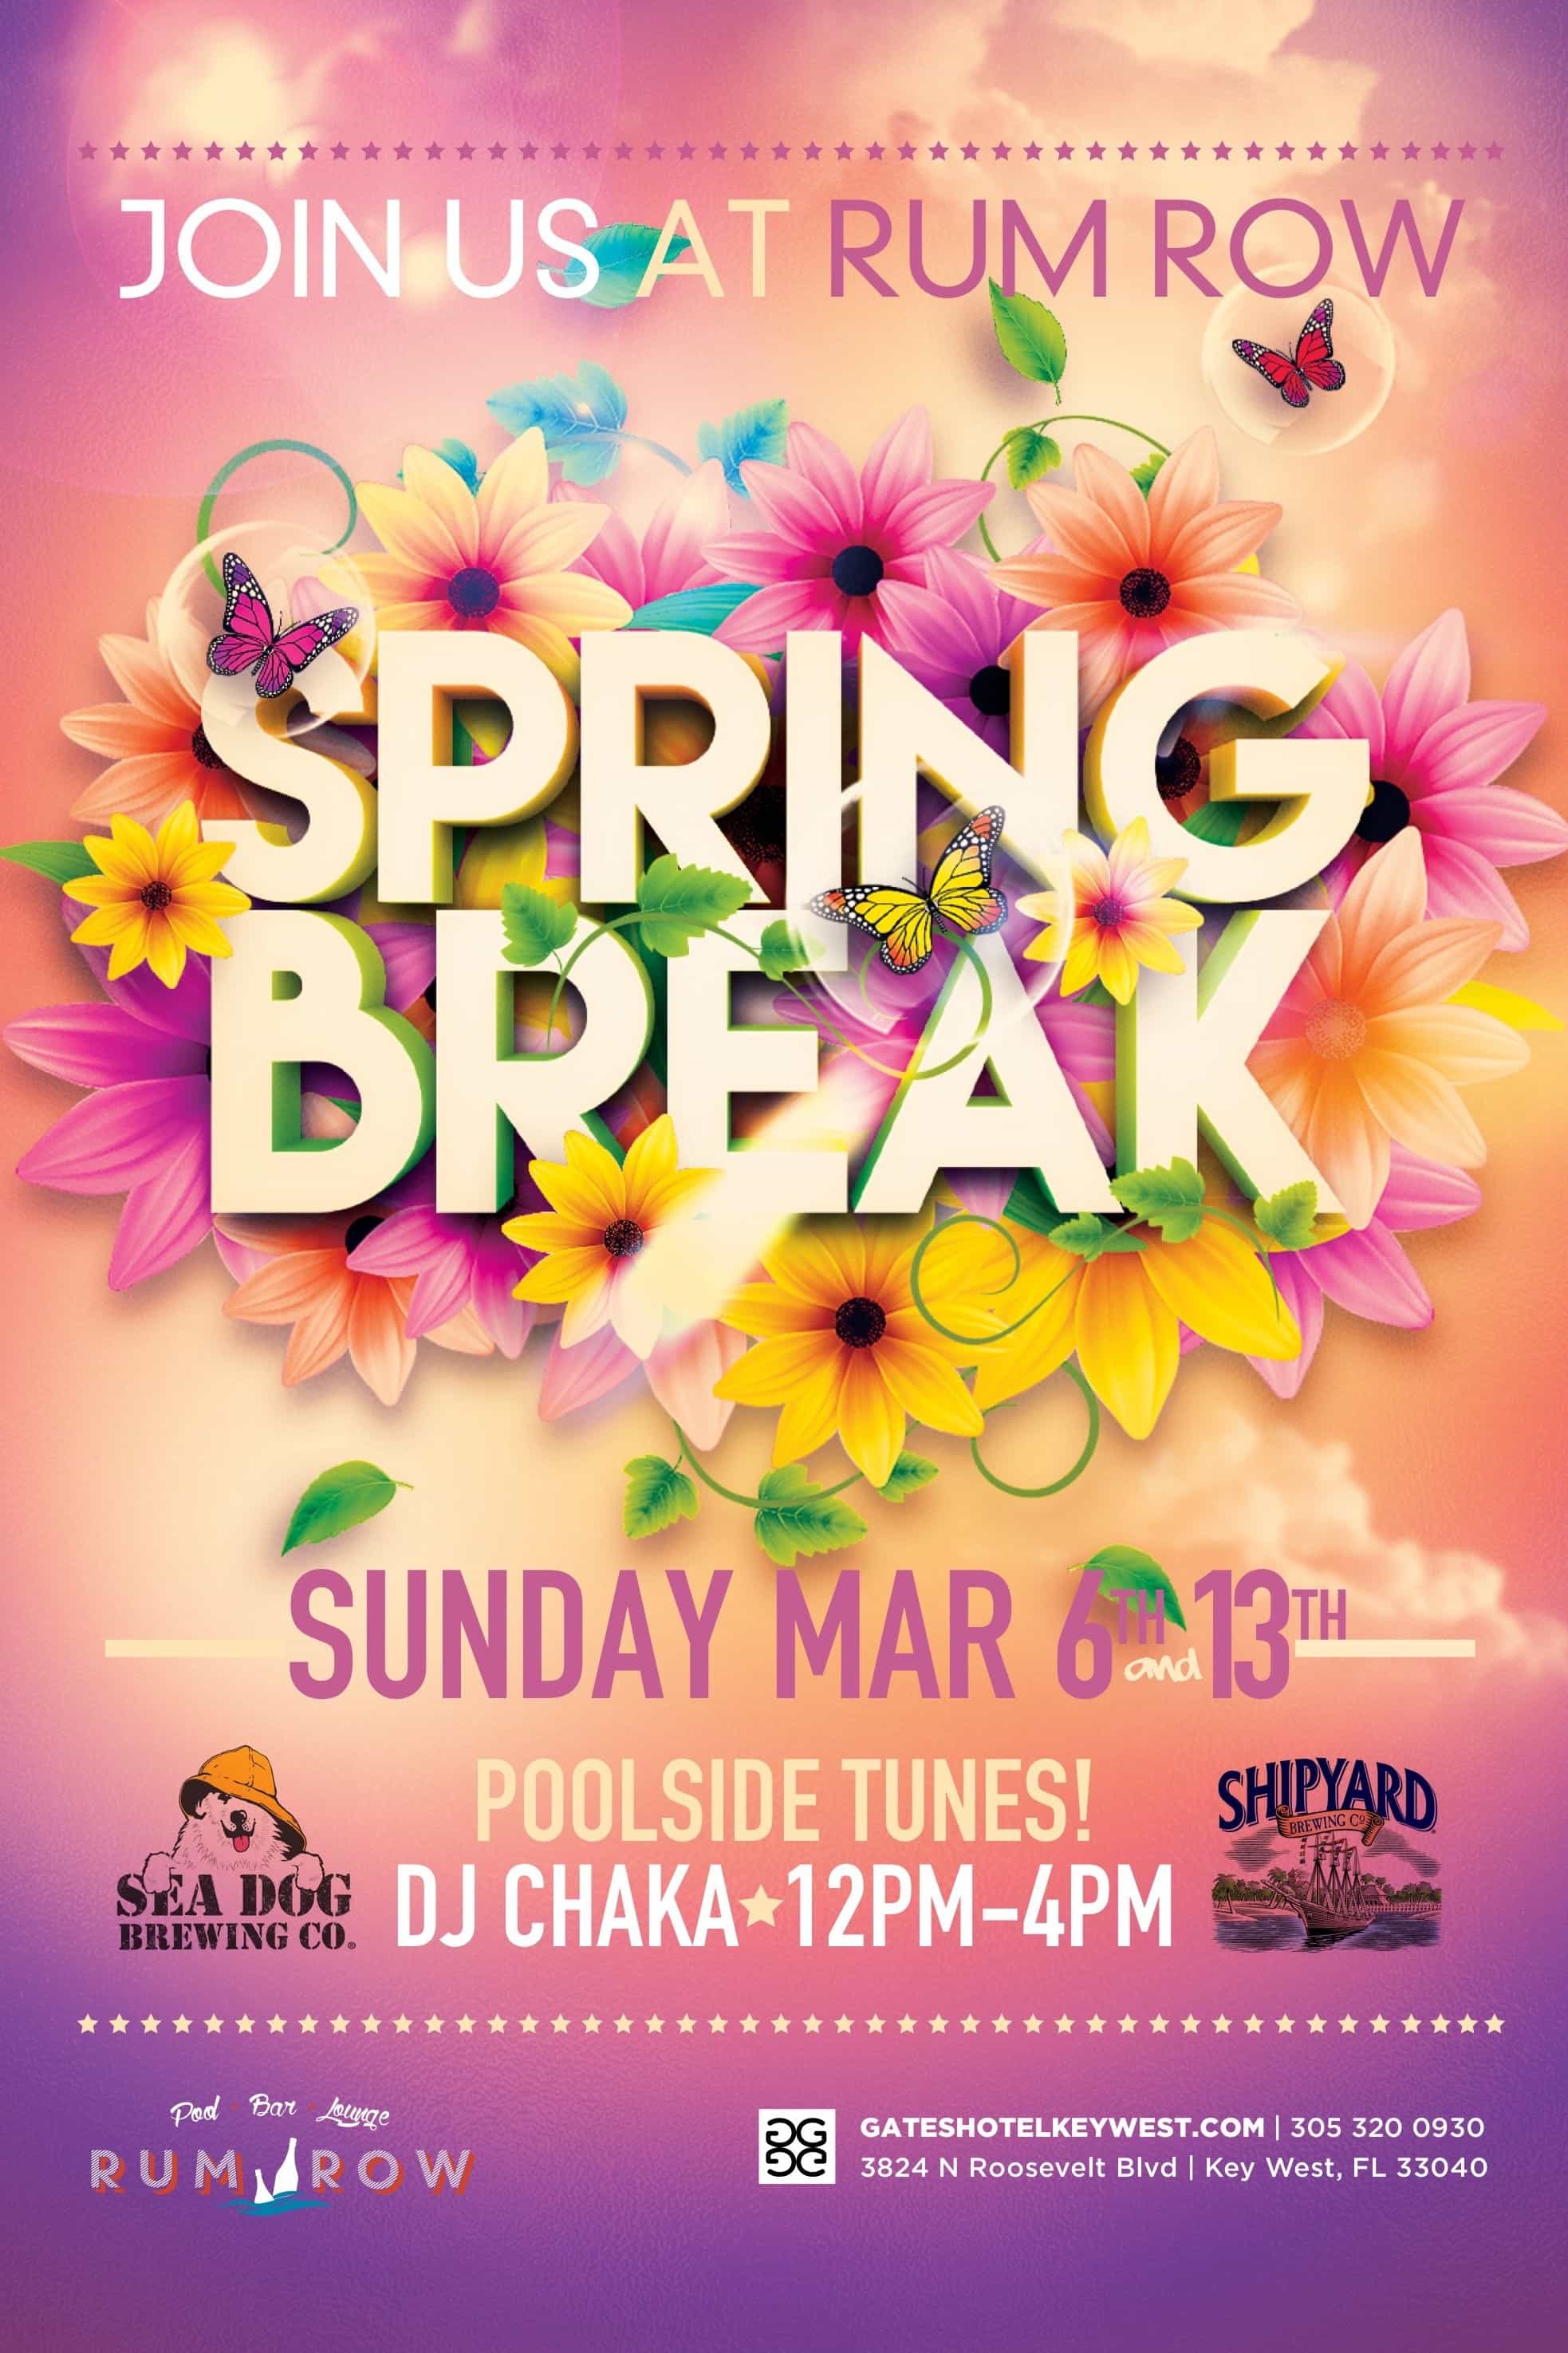 JOIN US AT RUM ROW
SPRING
BREAK
SUNDAY MAR 6TH and 13TH
POOLSIDE TUNES!
DJ CHAKA★12PM-4PM
SEA DOG
BREWING CO.
SHIPYARD
BREWING CO
Pool Bar Lounge
RUM ROW
GATESHOTELKEYWEST.COM | 305 320 0930
3824 N Roosevelt Blvd | Key West, FL 33040